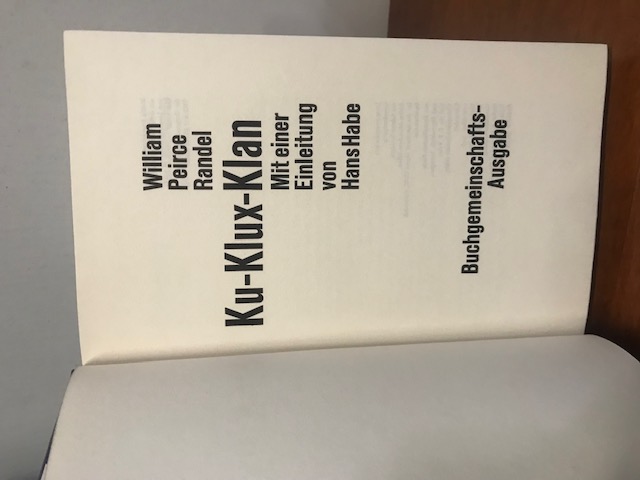 William
Peirce
Randel
Ku-Klux-Klan
Mit einer
Einleitung
von
Hans Habe
Buchgemeinschafts-
Ausgabe